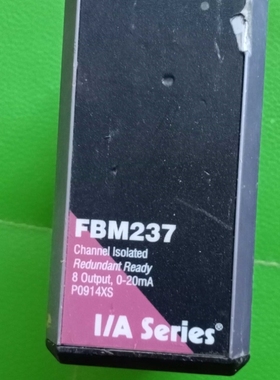 FBM237
Channel Isolated
Redundant Ready
8 Output, 0-20mA
P0914XS
I/A Series®